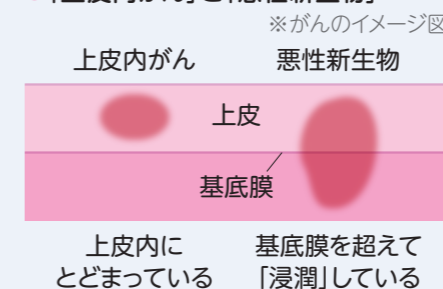 ※がんのイメージ図
上皮内がん
悪性新生物
上皮
基底膜
上皮内に
とどまっている
基底膜を超えて
「浸潤」している